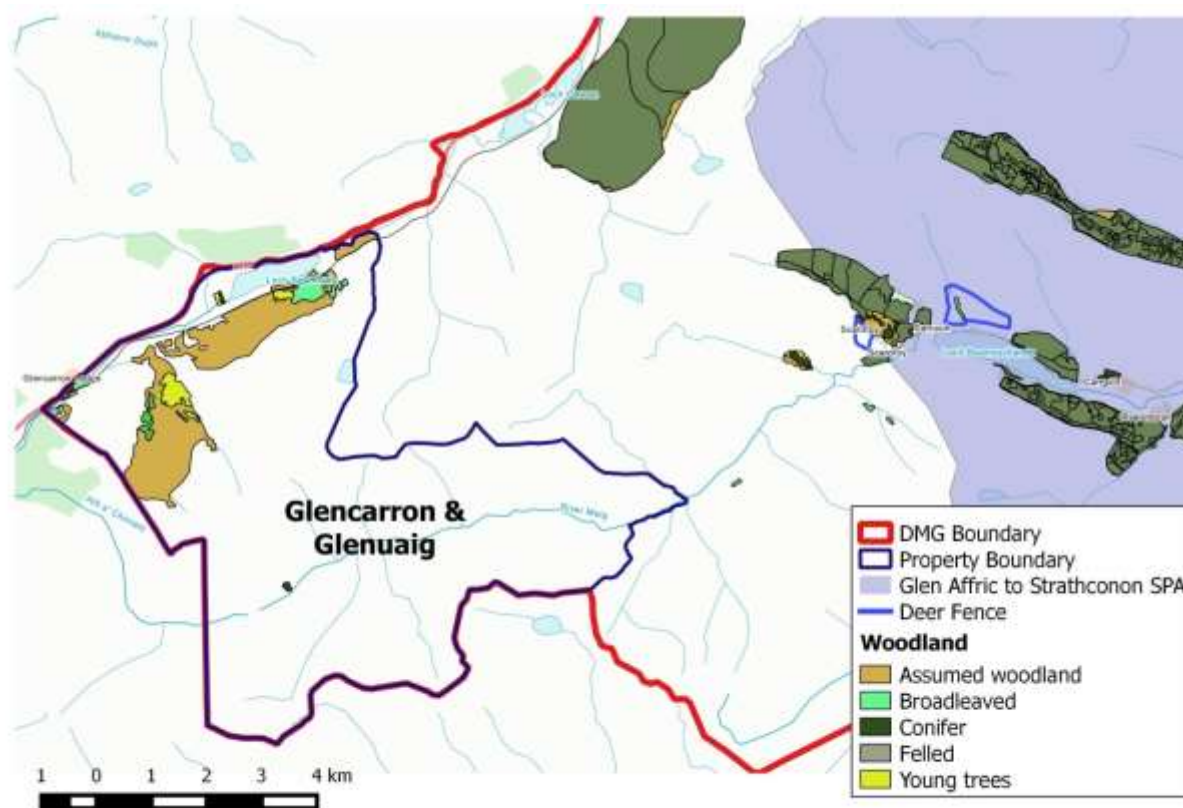 Glencarron &
Glenuaig
River Meig
DMG Boundary
Property Boundary
Glen Affric to Strathconon SPA
Deer Fence
Woodland
Assumed woodland
Broadleaved
Conifer
Felled
Young trees
1 0 1 2 3 4 km